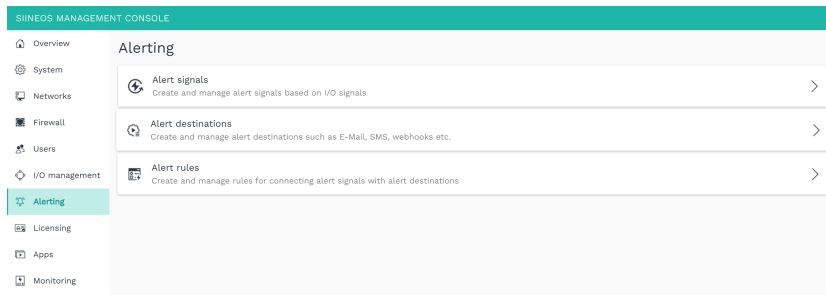 SIINEOS MANAGEMENT CONSOLE
Overview
System
Networks
Firewall
Users
I/O management
Alerting
Licensing
Apps
Monitoring
Alerting
Alert signals
Create and manage alert signals based on I/O signals
Alert destinations
Create and manage alert destinations such as E-Mail, SMS, webhooks etc.
Alert rules
Create and manage rules for connecting alert signals with alert destinations